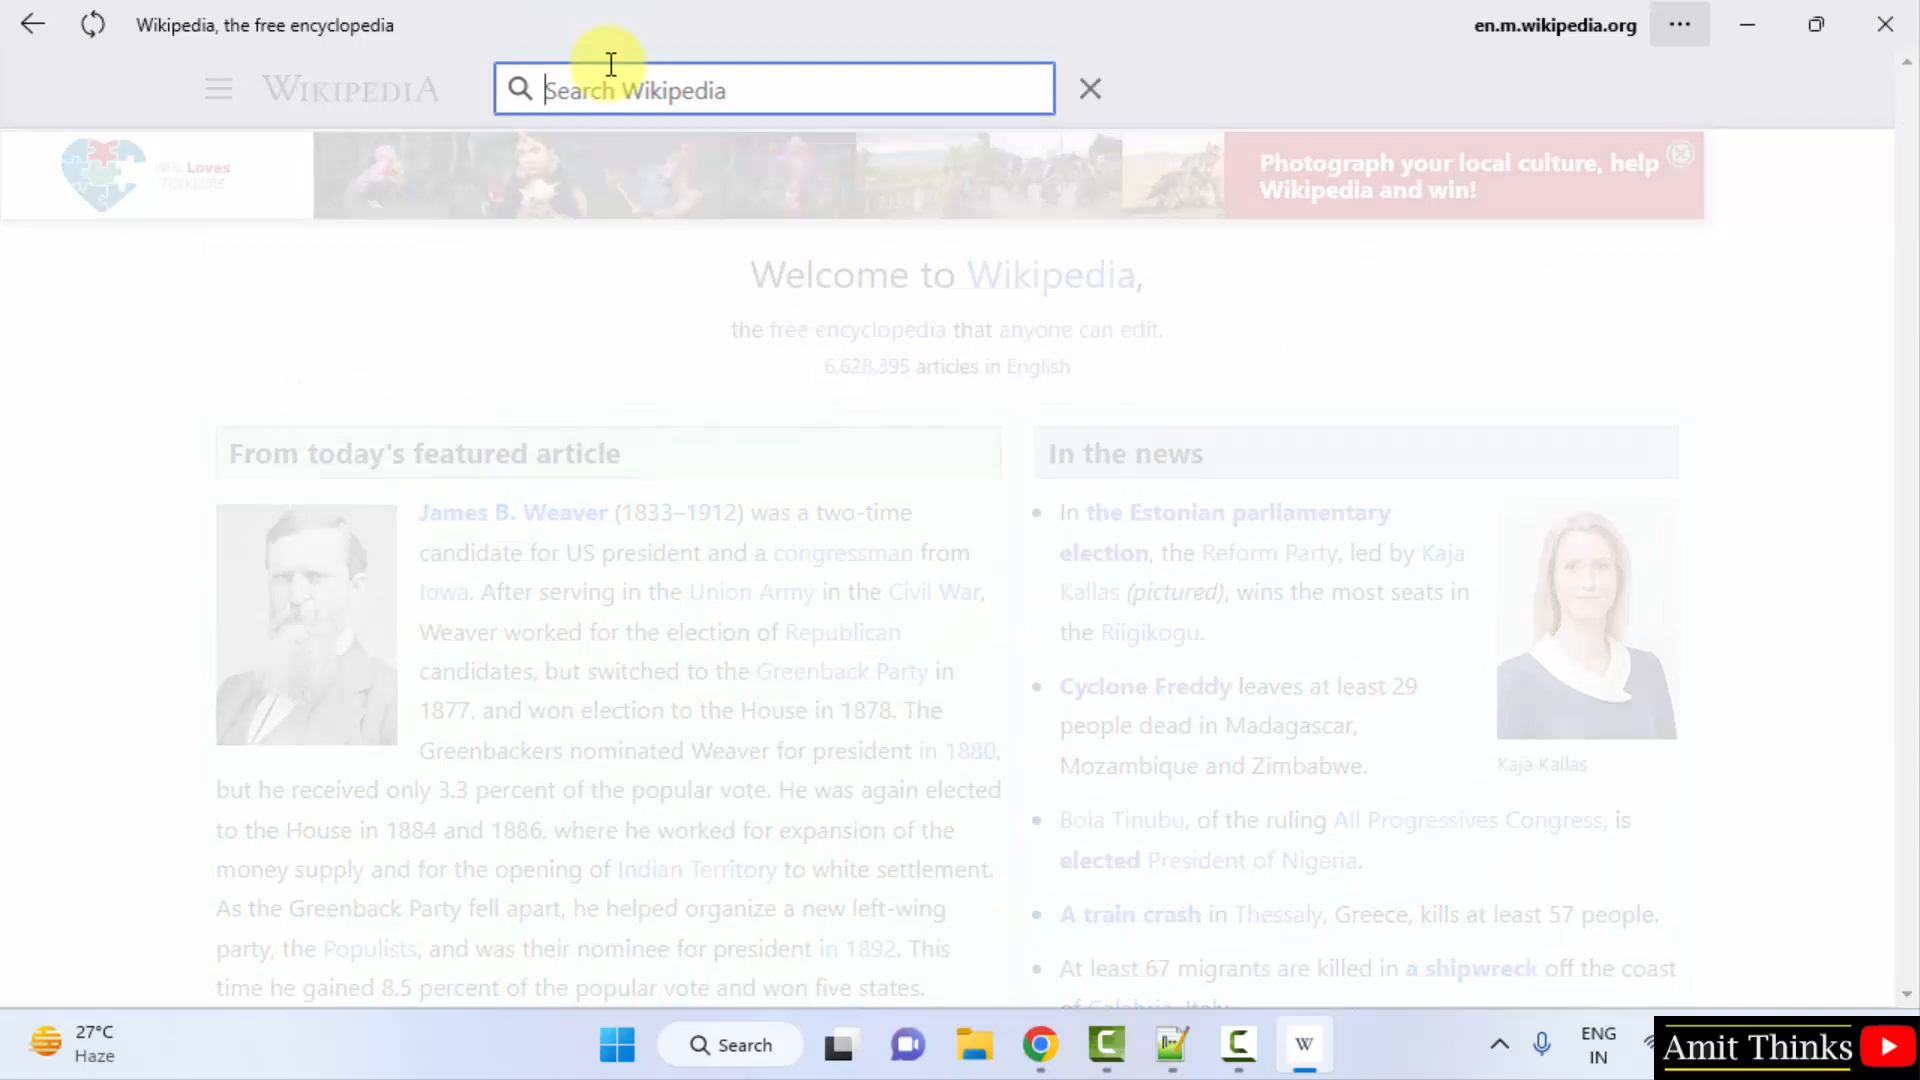 Wikipedia, the free encyclopedia
en.m.wikipedia.org
WIKIPEDIA
Search Wikipedia
Loves
FOLKLORE
Photograph your local culture, help
Wikipedia and win!
Welcome to Wikipedia,
the free encyclopedia that anyone can edit.
6,628,395 articles in English
From today's featured article
James B. Weaver (1833–1912) was a two-time
candidate for US president and a congressman from
Iowa. After serving in the Union Army in the Civil War,
Weaver worked for the election of Republican
candidates, but switched to the Greenback Party in
1877, and won election to the House in 1878. The
Greenbackers nominated Weaver for president in 1880,
but he received only 3.3 percent of the popular vote. He was again elected
to the House in 1884 and 1886, where he worked for expansion of the
money supply and for the opening of Indian Territory to white settlement.
As the Greenback Party fell apart, he helped organize a new left-wing
party, the Populists, and was their nominee for president in 1892. This
time he gained 8.5 percent of the popular vote and won five states.
In the news
In the Estonian parliamentary
election, the Reform Party, led by Kaja
Kallas (pictured), wins the most seats in
the Riigikogu.
Kaja Kallas
Cyclone Freddy leaves at least 29
people dead in Madagascar,
Mozambique and Zimbabwe.
Bola Tinubu, of the ruling All Progressives Congress, is
elected President of Nigeria.
A train crash in Thessaly, Greece, kills at least 57 people.
At least 67 migrants are killed in a shipwreck off the coast
of Calabria, Italy.
27°C
Haze
Search
W
ENG
IN
Amit Thinks